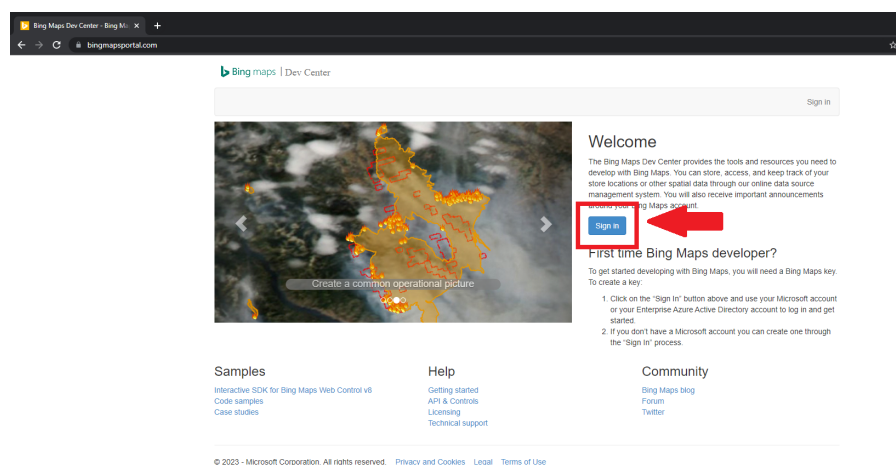 Bing Maps Dev Center - Bing Ma
bingmapsportal.com
Bing maps | Dev Center
Sign in
Welcome
The Bing Maps Dev Center provides the tools and resources you need to
develop with Bing Maps. You can store, access, and keep track of your
store locations or other spatial data through our online data source
management system. You will also receive important announcements
around your Bing Maps account.
Sign in
Create a common operational picture
First time Bing Maps developer?
To get started developing with Bing Maps, you will need a Bing Maps key.
To create a key:
1. Click on the "Sign In" button above and use your Microsoft account
or your Enterprise Azure Active Directory account to log in and get
started.
2. If you don't have a Microsoft account you can create one through
the "Sign In" process.
Samples
Interactive SDK for Bing Maps Web Control v8
Code samples
Case studies
Help
Getting started
API & Controls
Licensing
Technical support
Community
Bing Maps blog
Forum
Twitter
© 2023 - Microsoft Corporation. All rights reserved. Privacy and Cookies Legal Terms of Use